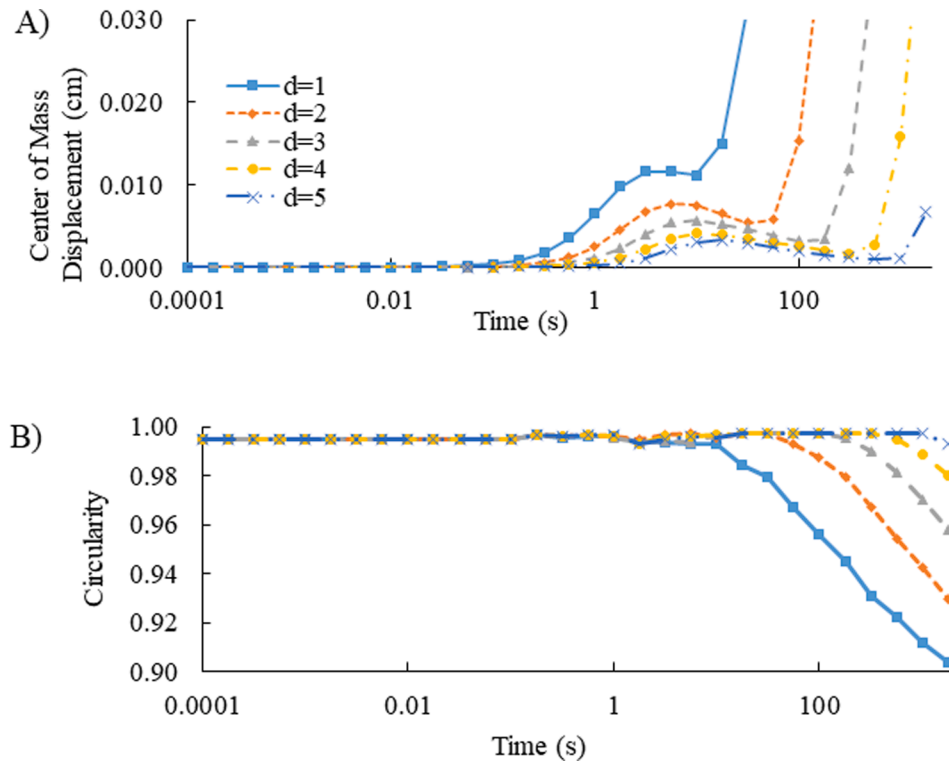 A)
0.030
0.020
0.010
0.000
Center of Mass
Displacement (cm)
d=1
d=2
d=3
d=4
d=5
0.0001
0.01
1
100
Time (s)
B)
1.00
0.98
0.96
0.94
0.92
0.90
Circularity
0.0001
0.01
1
100
Time (s)